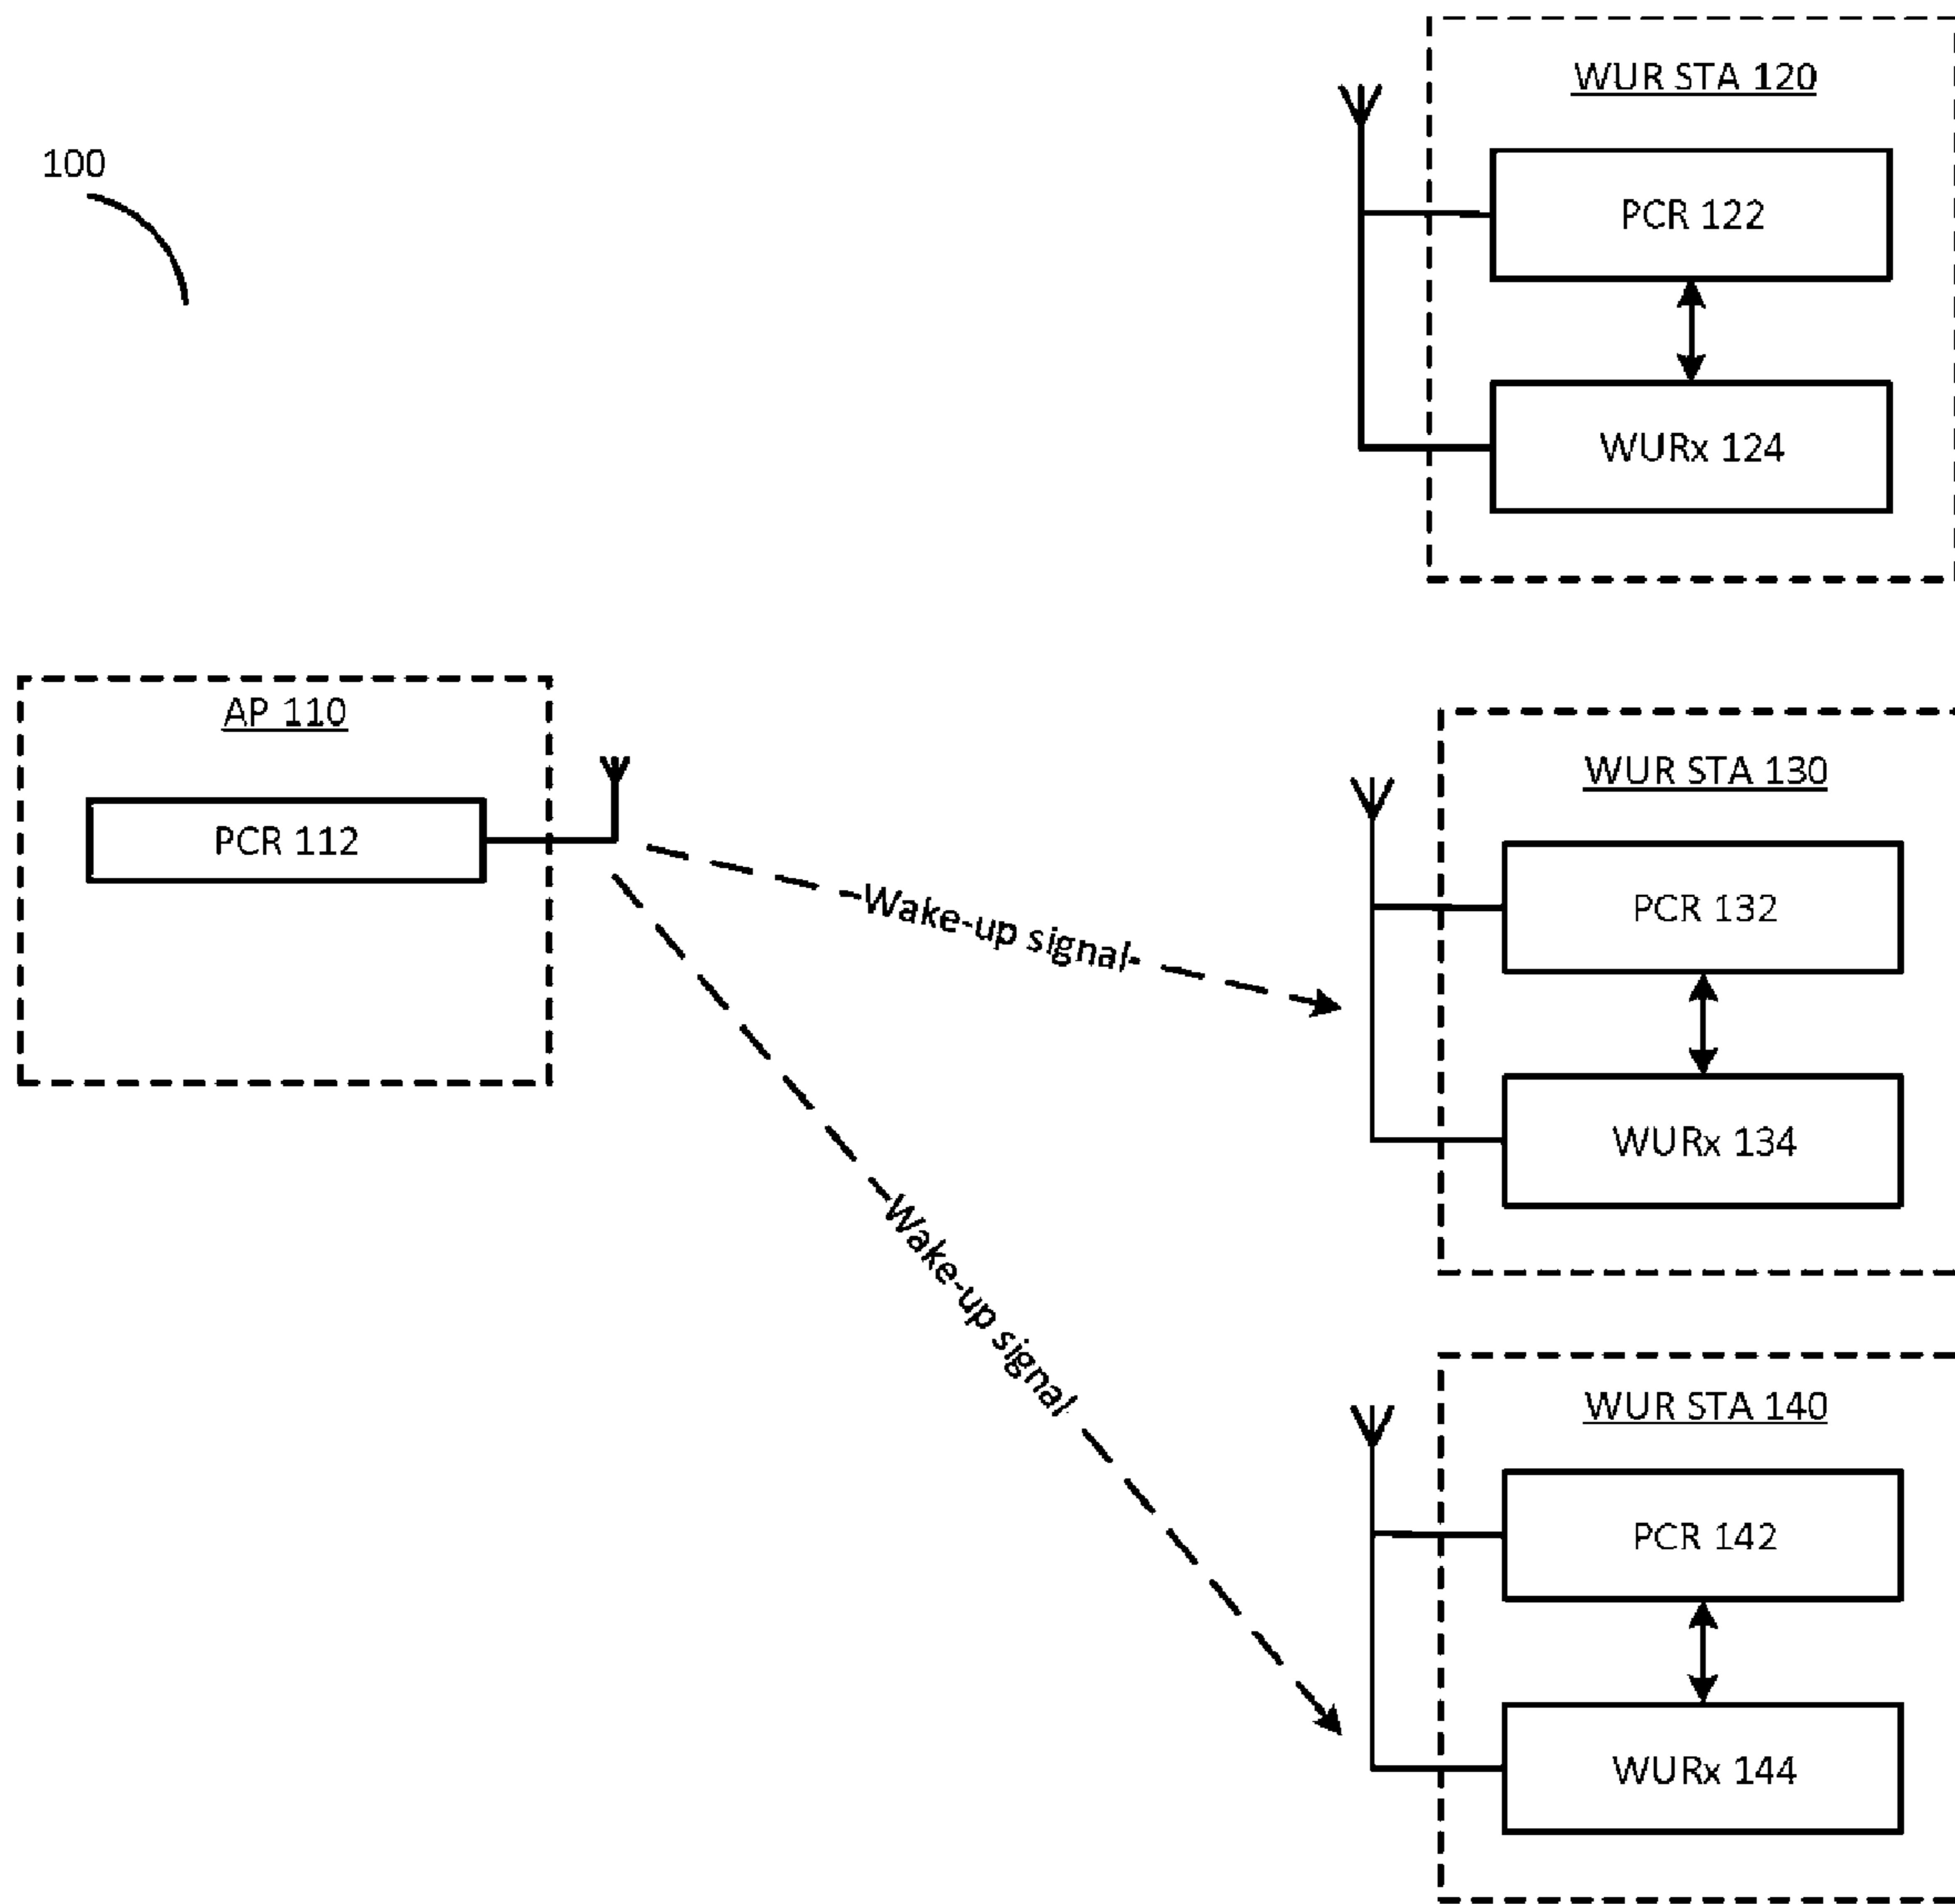 100
WUR STA 120
PCR 122
WURx 124
AP 110
PCR 112
Wake-up signal
Wake-up signal
WUR STA 130
PCR 132
WURx 134
WUR STA 140
PCR 142
WURx 144